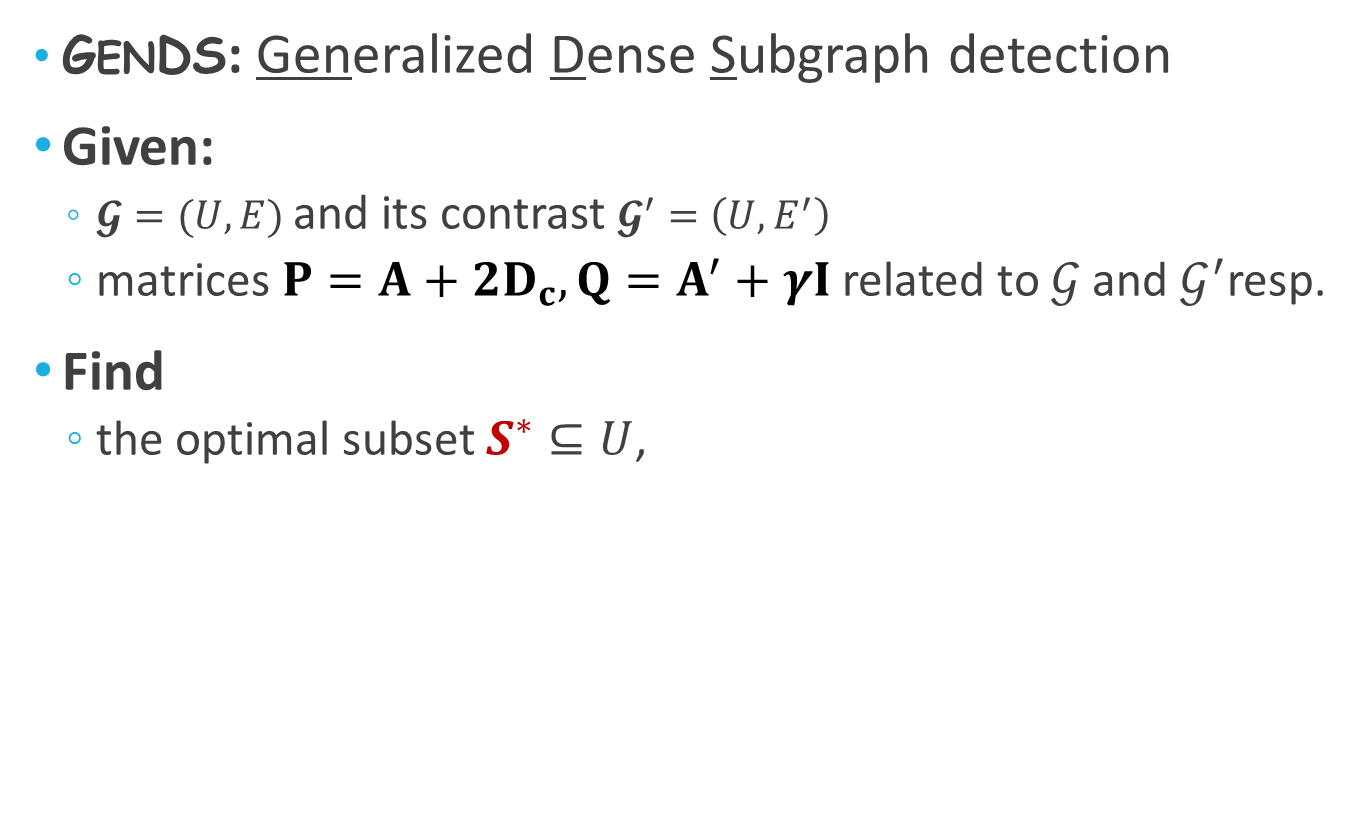 • GENDS: Generalized Dense Subgraph detection
• Given:
◦ 𝓖 = (U, E) and its contrast 𝓖′ = (U, E′)
◦ matrices P = A + 2D_c, Q = A′ + γI related to 𝒢 and 𝒢′resp.
• Find
◦ the optimal subset S* ⊆ U,